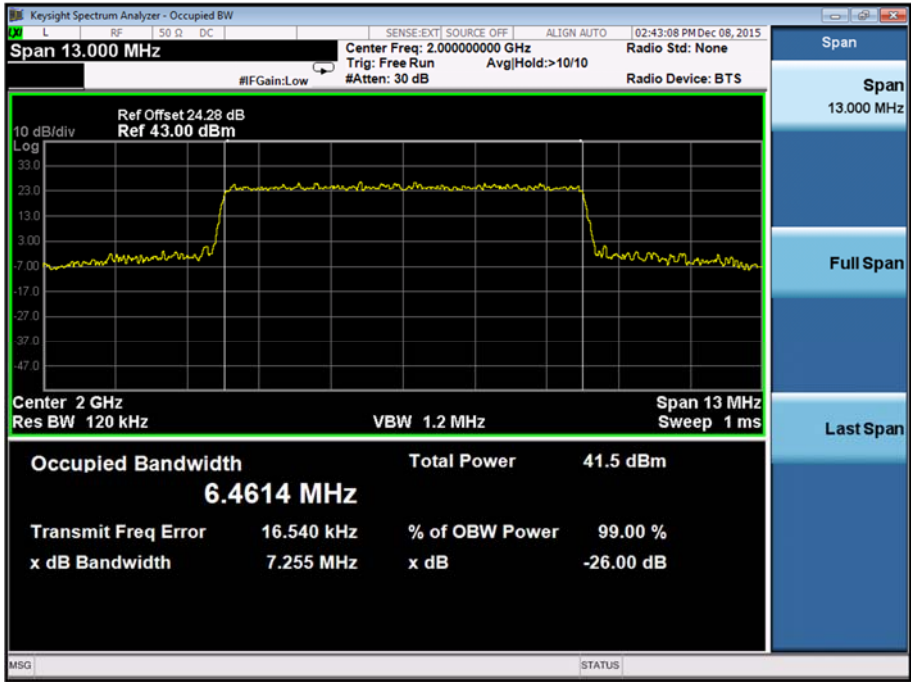 Keysight Spectrum Analyzer - Occupied BW
LXI L RF 50 Ω DC SENSE:EXT SOURCE OFF ALIGN AUTO 02:43:08 PM Dec 08, 2015
Span 13.000 MHz
Center Freq: 2.000000000 GHz Radio Std: None
Trig: Free Run Avg|Hold:>10/10
#IFGain:Low #Atten: 30 dB Radio Device: BTS
Span
Span
13.000 MHz
Full Span
Last Span
Ref Offset 24.28 dB
10 dB/div Ref 43.00 dBm
Log
33.0
23.0
13.0
3.00
-7.00
-17.0
-27.0
-37.0
-47.0
Center 2 GHz Span 13 MHz
Res BW 120 kHz VBW 1.2 MHz Sweep 1 ms
Occupied Bandwidth Total Power 41.5 dBm
6.4614 MHz
Transmit Freq Error 16.540 kHz % of OBW Power 99.00 %
x dB Bandwidth 7.255 MHz x dB -26.00 dB
MSG STATUS